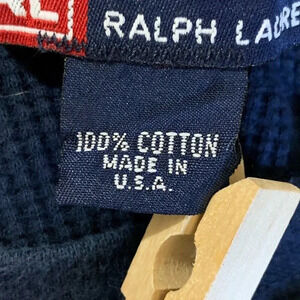 RALPH LAURE
100% COTTON
MADE IN
U.S.A.